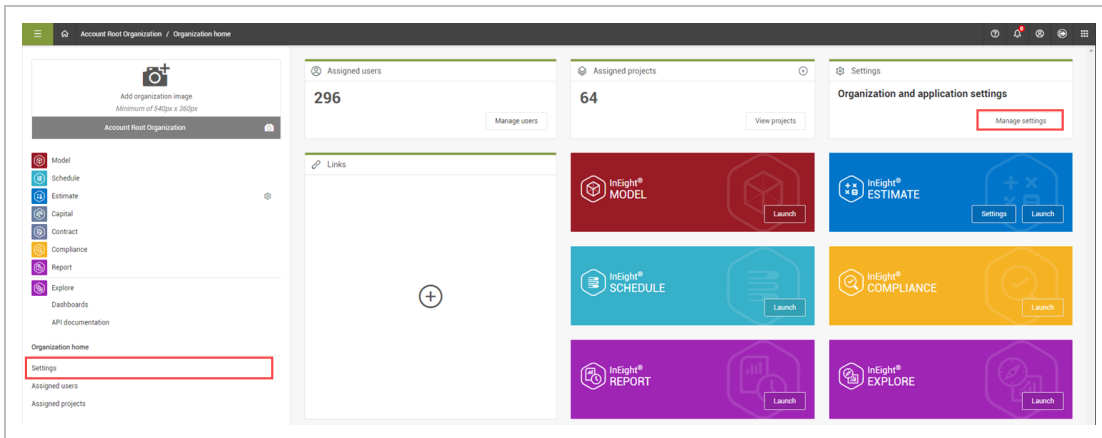 Account Root Organization / Organization home
Add organization image
Minimum of 540px x 360px
Account Root Organization
Model
Schedule
Estimate
Capital
Contract
Compliance
Report
Explore
Dashboards
API documentation
Organization home
Settings
Assigned users
Assigned projects
Assigned users
296
Manage users
Assigned projects
64
View projects
Settings
Organization and application settings
Manage settings
Links
InEight®
MODEL
Launch
InEight®
ESTIMATE
Settings
Launch
InEight®
SCHEDULE
Launch
InEight®
COMPLIANCE
Launch
InEight®
REPORT
Launch
InEight®
EXPLORE
Launch